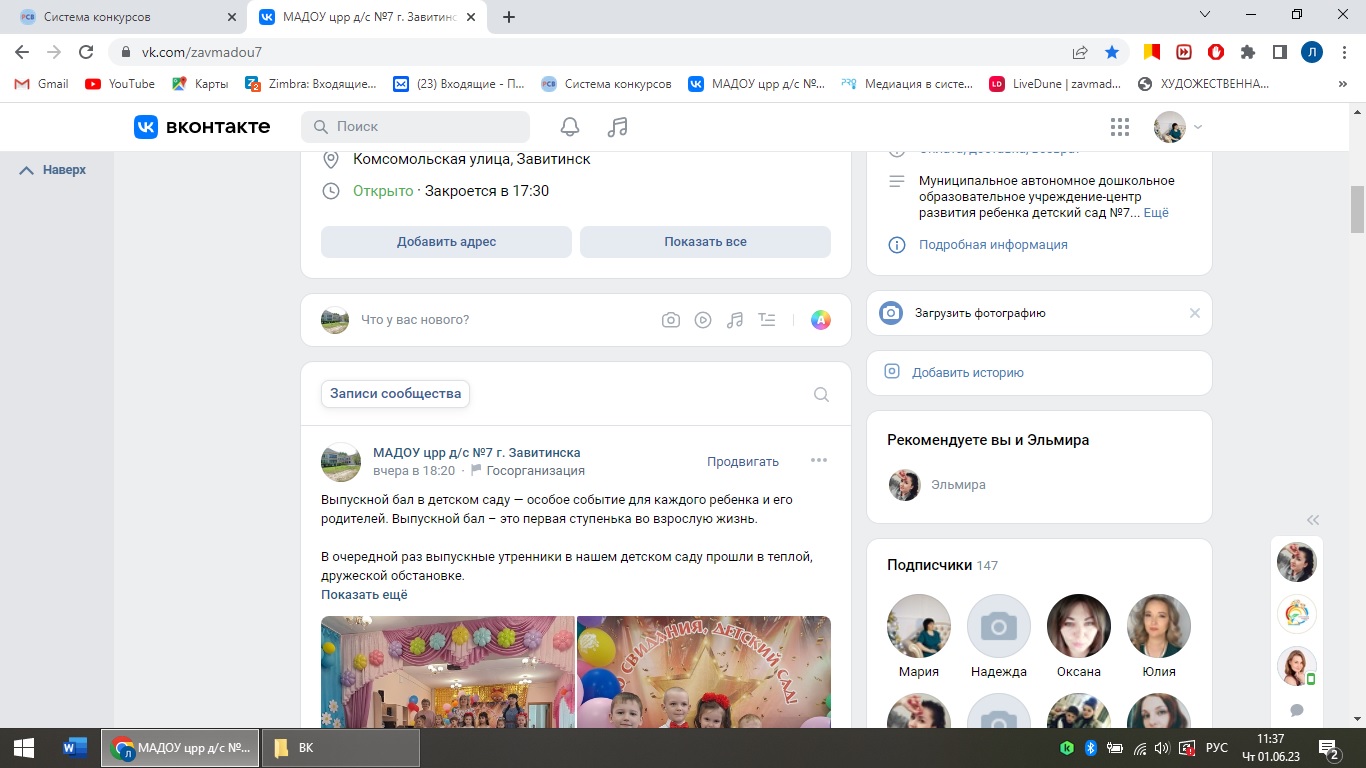 Система конкурсов
МАДОУ црр д/с №7 г. Завитинс
vk.com/zavmadou7
Л
Gmail
YouTube
Карты
Zimbra: Входящие...
(23) Входящие - П...
Система конкурсов
МАДОУ црр д/с №...
Медиация в систе...
LiveDune | zavmad...
ХУДОЖЕСТВЕННА...
»
вконтакте
Поиск
Наверх
Комсомольская улица, Завитинск
Открыто · Закроется в 17:30
Добавить адрес
Показать все
Оплата, доставка, возврат
Муниципальное автономное дошкольное
образовательное учреждение-центр
развития ребенка детский сад №7... Ещё
Подробная информация
Что у вас нового?
Загрузить фотографию
Добавить историю
Записи сообщества
Рекомендуете вы и Эльмира
Эльмира
МАДОУ црр д/с №7 г. Завитинска
вчера в 18:20 · Госорганизация
Продвигать
Выпускной бал в детском саду — особое событие для каждого ребенка и его
родителей. Выпускной бал – это первая ступенька во взрослую жизнь.
В очередной раз выпускные утренники в нашем детском саду прошли в теплой,
дружеской обстановке.
Показать ещё
СВИДАНИЯ, ДЕТСКИЙ САД!
Подписчики 147
Мария
Надежда
Оксана
Юлия
МАДОУ црр д/с №...
ВК
РУС
11:37
Чт 01.06.23
2